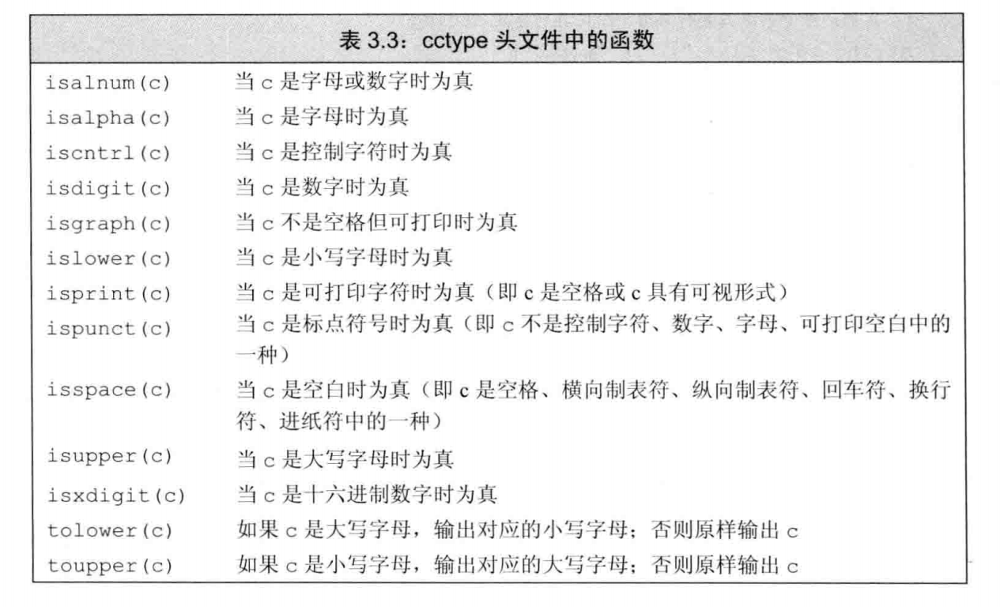 表 3.3：cctype 头文件中的函数
isalnum(c) 当 c 是字母或数字时为真
isalpha(c) 当 c 是字母时为真
iscntrl(c) 当 c 是控制字符时为真
isdigit(c) 当 c 是数字时为真
isgraph(c) 当 c 不是空格但可打印时为真
islower(c) 当 c 是小写字母时为真
isprint(c) 当 c 是可打印字符时为真（即 c 是空格或 c 具有可视形式）
ispunct(c) 当 c 是标点符号时为真（即 c 不是控制字符、数字、字母、可打印空白中的
一种）
isspace(c) 当 c 是空白时为真（即 c 是空格、横向制表符、纵向制表符、回车符、换行
符、进纸符中的一种）
isupper(c) 当 c 是大写字母时为真
isxdigit(c) 当 c 是十六进制数字时为真
tolower(c) 如果 c 是大写字母，输出对应的小写字母；否则原样输出 c
toupper(c) 如果 c 是小写字母，输出对应的大写字母；否则原样输出 c